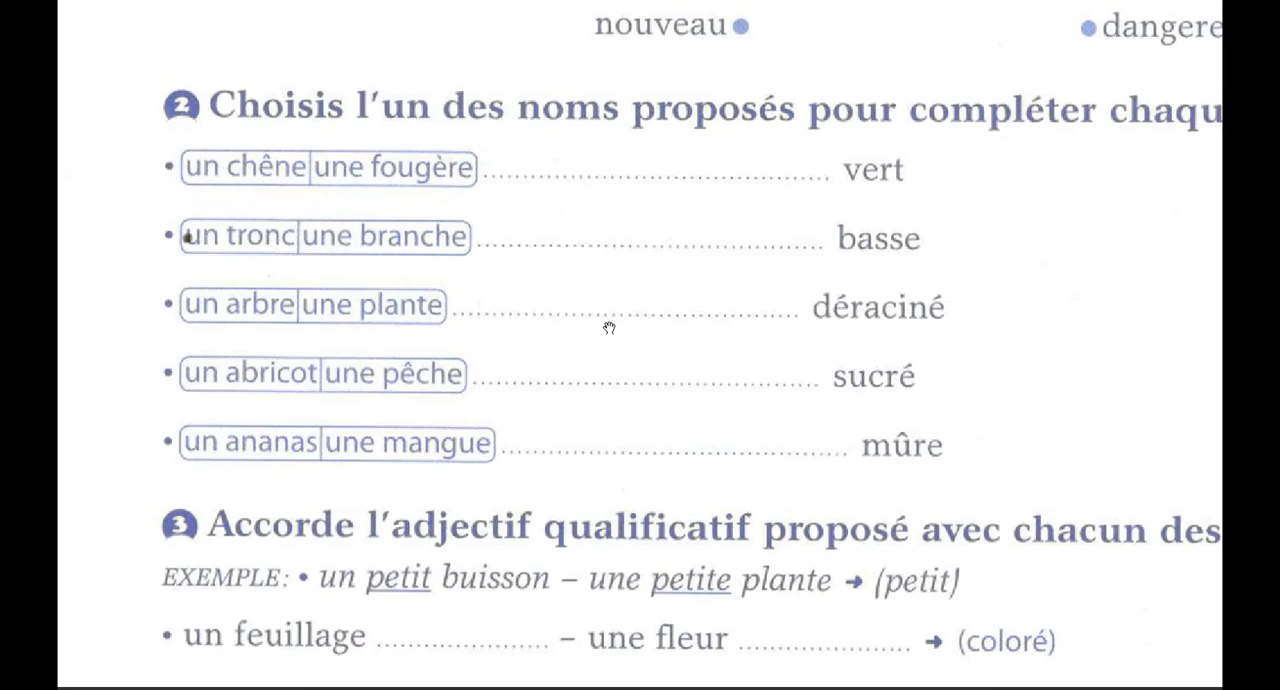 nouveau
2 Choisis l'un des noms proposés pour compléter
un chêne une fougère ........................................ vert
un tronc une branche ........................................ basse
un arbre une plante ........................................ déraciné
un abricot une pêche ........................................ sucré
un ananas une mangue ........................................ mûre
3 Accorde l'adjectif qualificatif proposé avec chacun des
EXEMPLE: • un petit buisson – une petite plante ➜ (petit)
• un feuillage ...................... – une fleur ...................... ➜ (coloré)